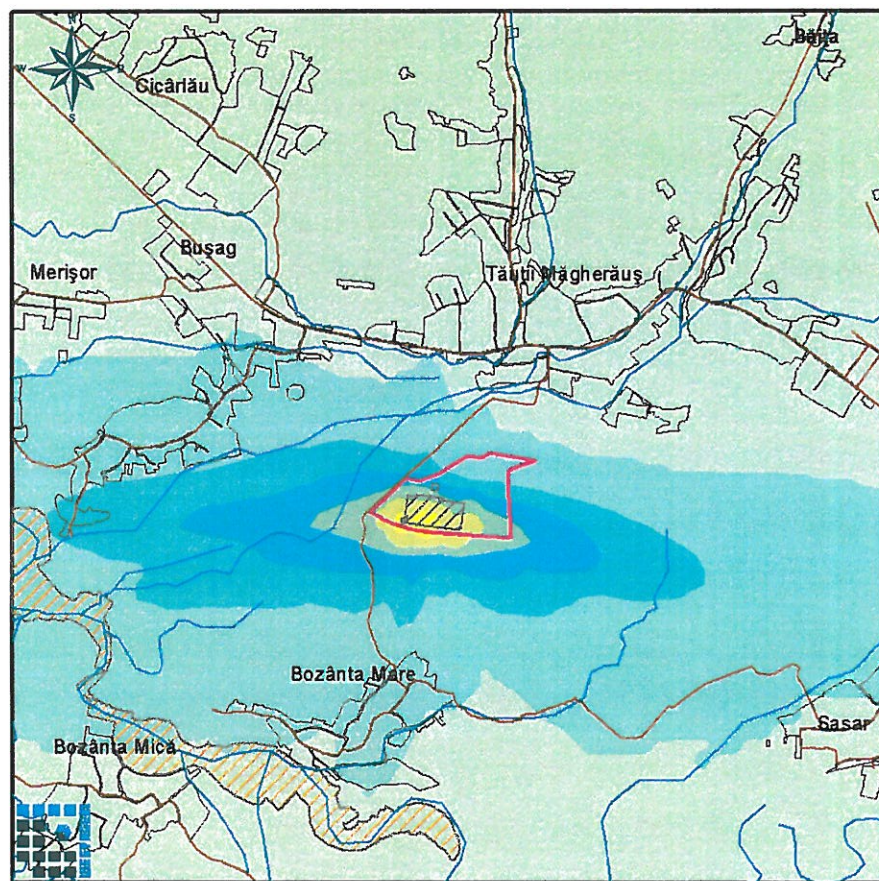 N
W
S
Cicârlău
Băița
Bușag
Merișor
Tăuții Măgherăuș
Bozânta Mare
Bozânta Mică
Sasar